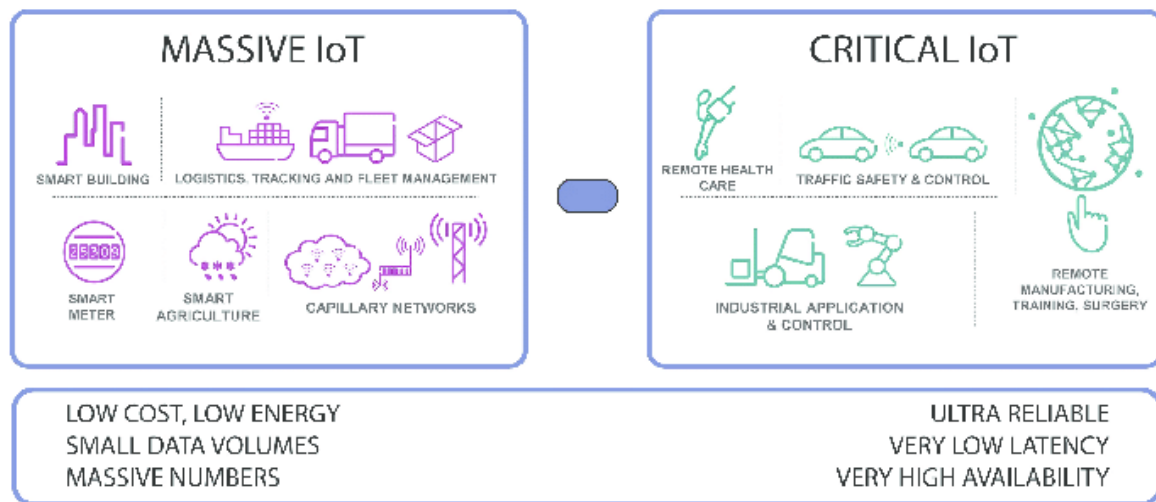 MASSIVE IoT
SMART BUILDING
LOGISTICS, TRACKING AND FLEET MANAGEMENT
25203
SMART
METER
SMART
AGRICULTURE
CAPILLARY NETWORKS
CRITICAL IoT
REMOTE HEALTH
CARE
TRAFFIC SAFETY & CONTROL
INDUSTRIAL APPLICATION
& CONTROL
REMOTE
MANUFACTURING,
TRAINING, SURGERY
LOW COST, LOW ENERGY
SMALL DATA VOLUMES
MASSIVE NUMBERS
ULTRA RELIABLE
VERY LOW LATENCY
VERY HIGH AVAILABILITY